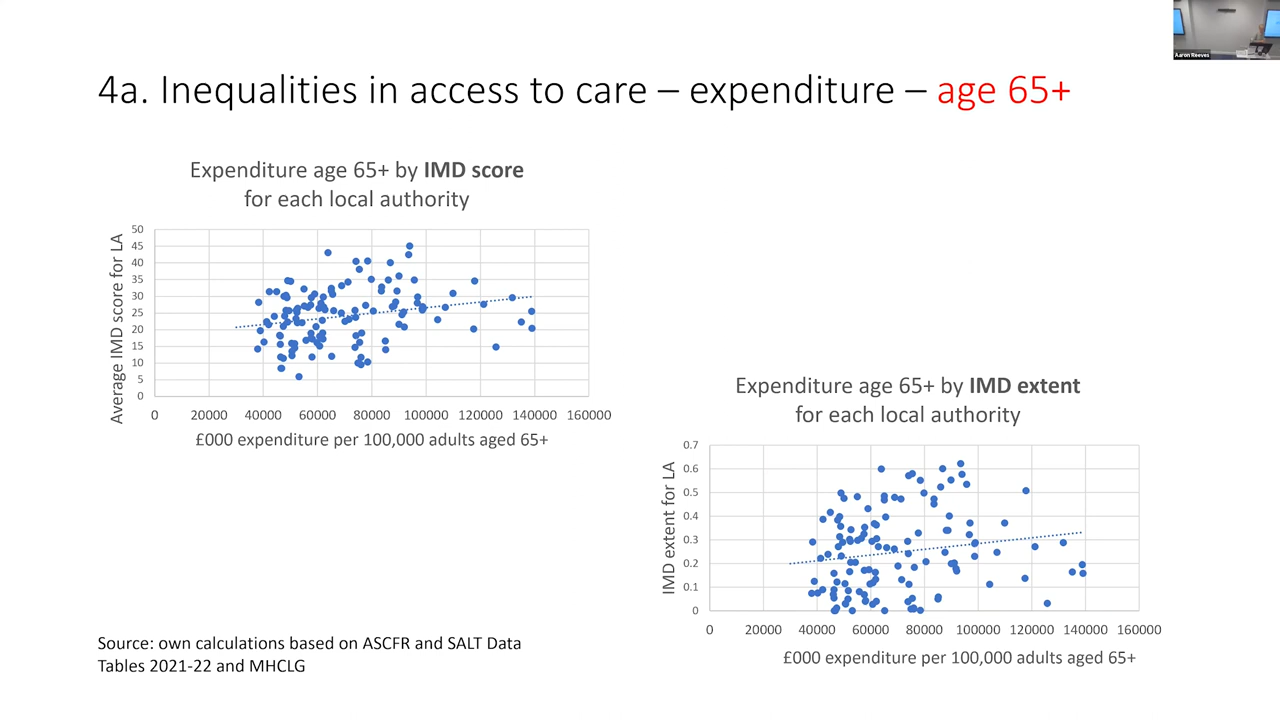 Aaron Reeves
4a. Inequalities in access to care – expenditure – age 65+
Expenditure age 65+ by IMD score
for each local authority
Average IMD score for LA
50
45
40
35
30
25
20
15
10
5
0
0 20000 40000 60000 80000 100000 120000 140000 160000
£000 expenditure per 100,000 adults aged 65+
Expenditure age 65+ by IMD extent
for each local authority
IMD extent for LA
0.7
0.6
0.5
0.4
0.3
0.2
0.1
0
0 20000 40000 60000 80000 100000 120000 140000 160000
£000 expenditure per 100,000 adults aged 65+
Source: own calculations based on ASCFR and SALT Data
Tables 2021-22 and MHCLG